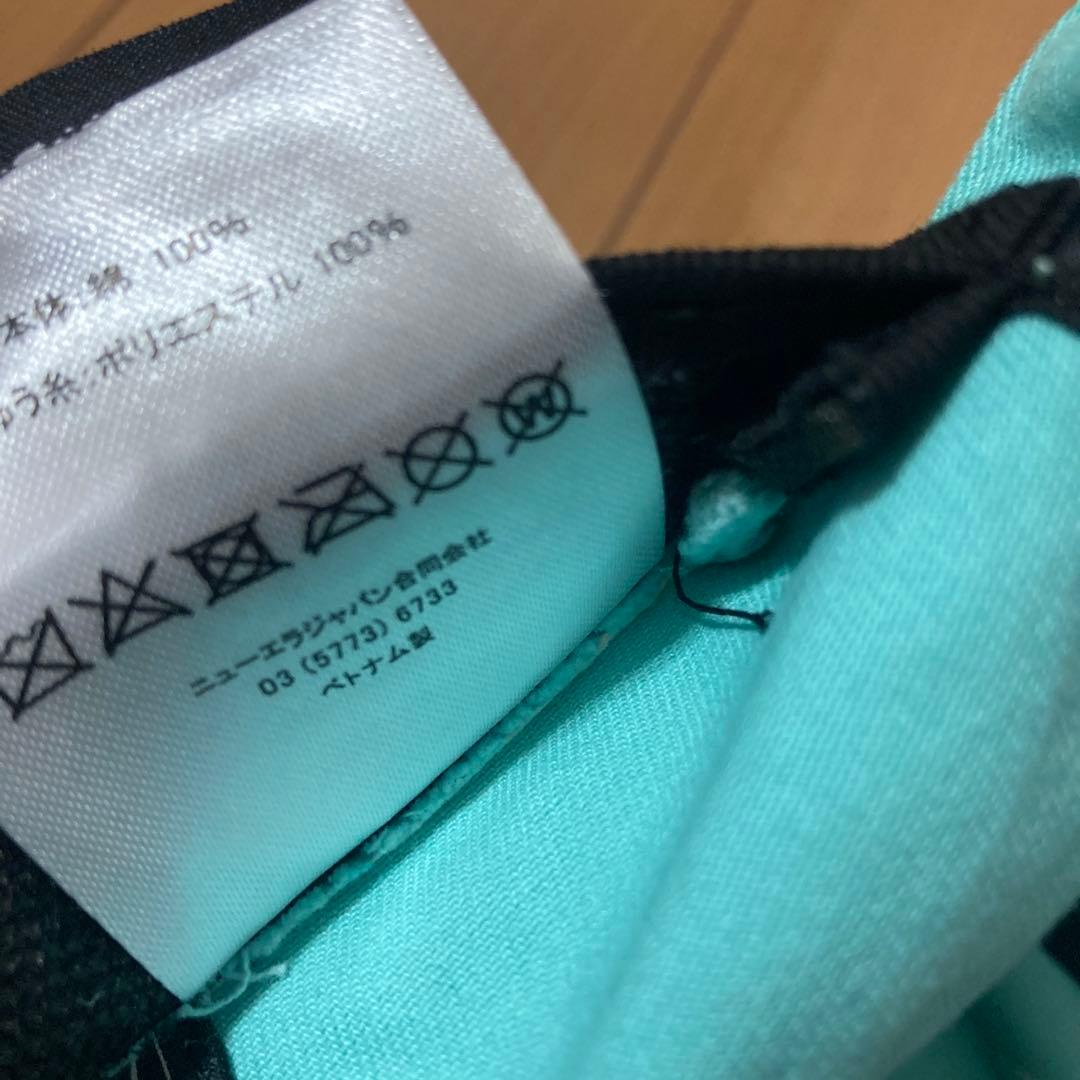 本体:綿 100%
ゅう糸:ポリエステル 100%
ニューエラジャパン合同会社
03 (5773) 6733
ベトナム製